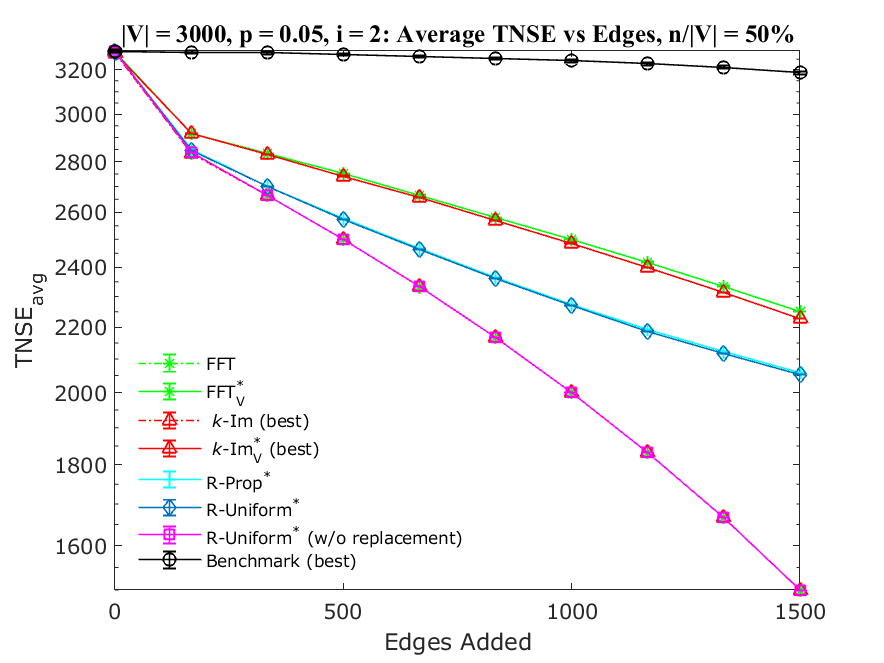 |V| = 3000, p = 0.05, i = 2: Average TNSE vs Edges, n/|V| = 50%
3200
3000
2800
2600
2400
2200
2000
1800
1600
TNSE_avg
FFT
FFT*_V
k-Im (best)
k-Im*_V (best)
R-Prop*
R-Uniform*
R-Uniform* (w/o replacement)
Benchmark (best)
0 500 1000 1500
Edges Added